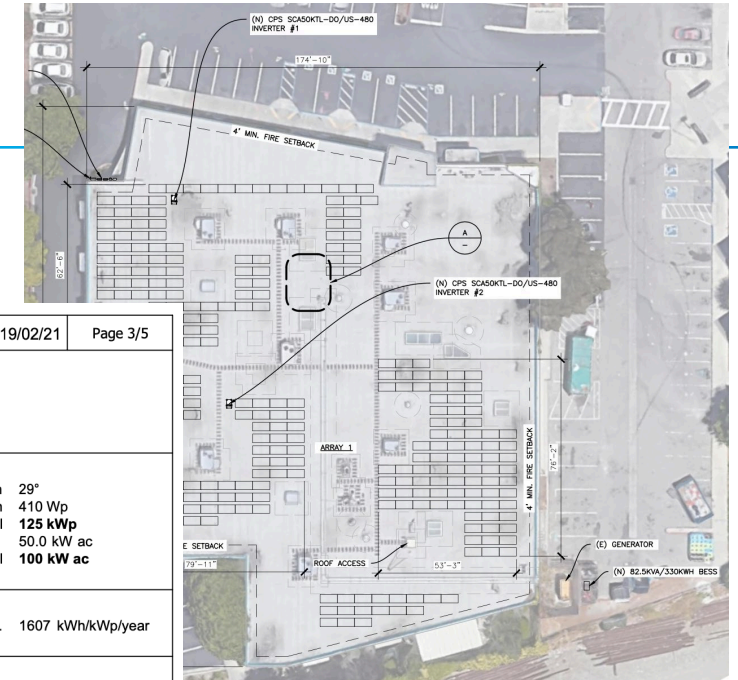 (N) CPS SCA50KTL-DO/US-480
INVERTER #1
174'-10"
4' MIN. FIRE SETBACK
62'-6"
A
–
(N) CPS SCA50KTL-DO/US-480
INVERTER #2
19/02/21 Page 3/5
29°
410 Wp
125 kWp
50.0 kW ac
100 kW ac
1607 kWh/kWp/year
ARRAY 1
4' MIN. FIRE SETBACK
76'-2"
E SETBACK
79'-11"
ROOF ACCESS
53'-3"
(E) GENERATOR
(N) 82.5KVA/330KWH BESS